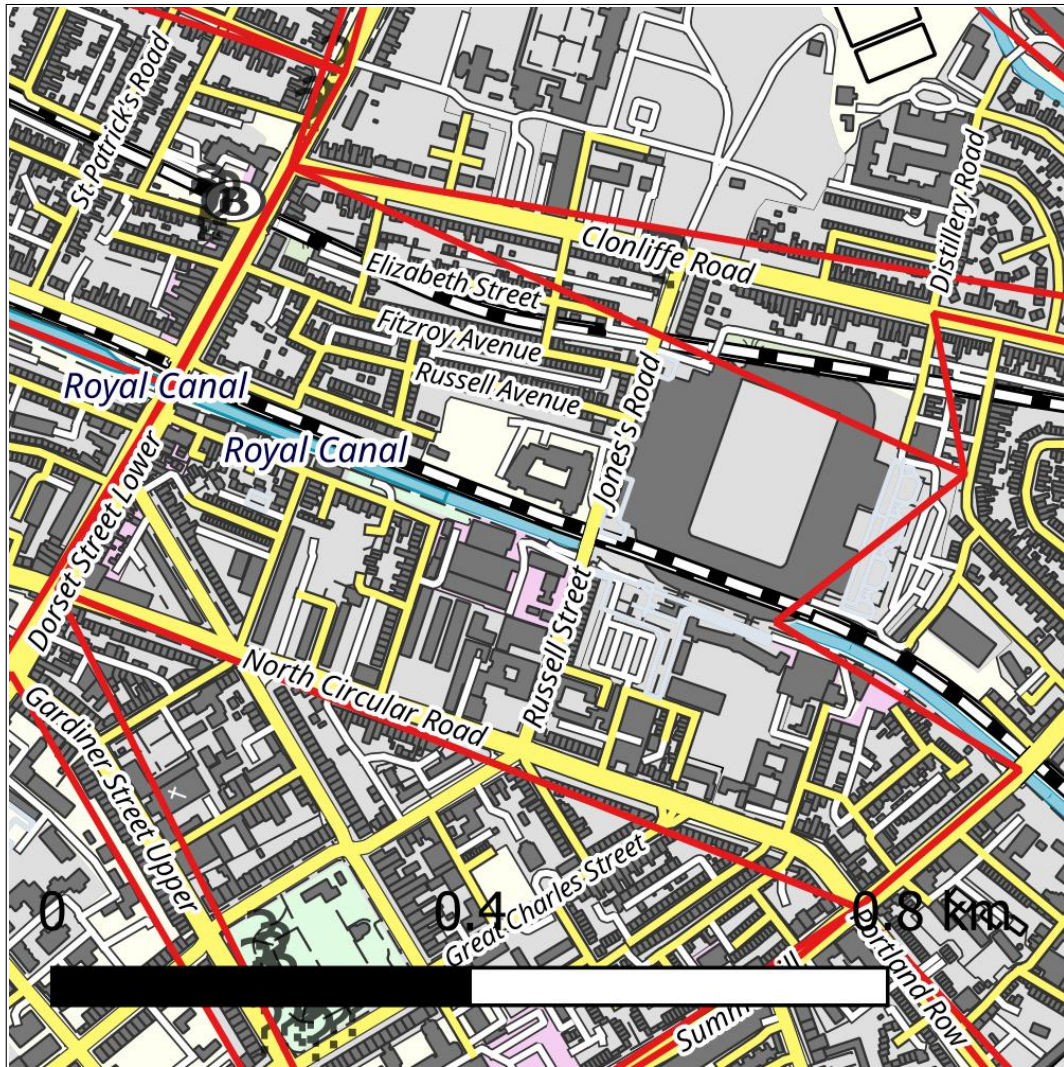 St Patrick's Road
B
Distillery Road
Clonliffe Road
Elizabeth Street
Fitzroy Avenue
Russell Avenue
Jones's Road
Royal Canal
Royal Canal
Dorset Street Lower
Russell Street
North Circular Road
Gardiner Street Upper
Great Charles Street
0
0.4
0.8 km
Portland Row